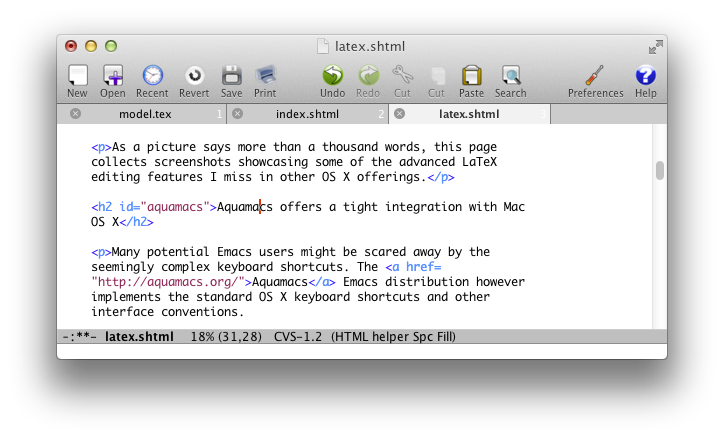 latex.shtml
New Open Recent Revert Save Print Undo Redo Cut Cut Paste Search Preferences Help
model.tex 1 index.shtml 2 latex.shtml 3
<p>As a picture says more than a thousand words, this page
collects screenshots showcasing some of the advanced LaTeX
editing features I miss in other OS X offerings.</p>
<h2 id="aquamacs">Aquamacs offers a tight integration with Mac
OS X</h2>
<p>Many potential Emacs users might be scared away by the
seemingly complex keyboard shortcuts. The <a href=
"http://aquamacs.org/">Aquamacs</a> Emacs distribution however
implements the standard OS X keyboard shortcuts and other
interface conventions.
-:**- latex.shtml 18% (31,28) CVS-1.2 (HTML helper Spc Fill)